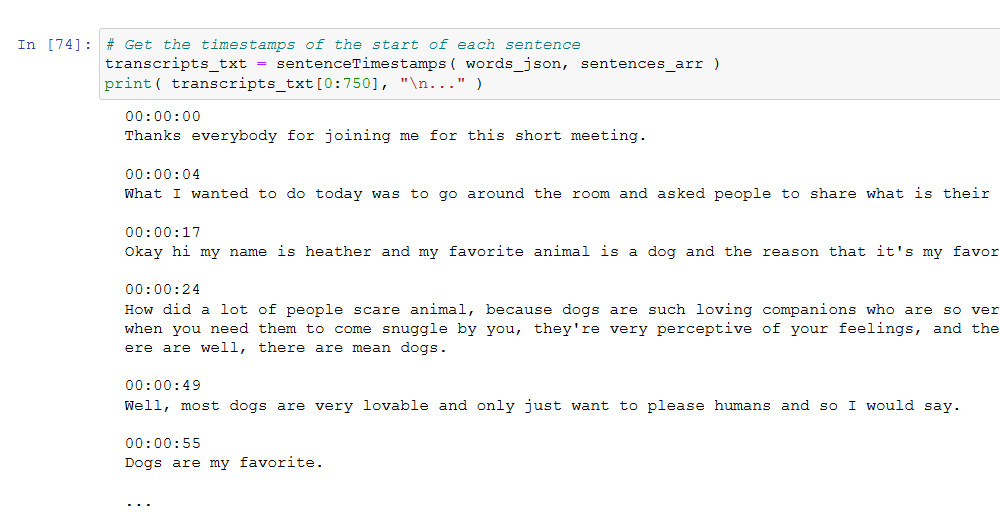 In [74]: # Get the timestamps of the start of each sentence
transcripts_txt = sentenceTimestamps( words_json, sentences_arr )
print( transcripts_txt[0:750], "\n..." )
00:00:00
Thanks everybody for joining me for this short meeting.
00:00:04
What I wanted to do today was to go around the room and asked people to share what is their
00:00:17
Okay hi my name is heather and my favorite animal is a dog and the reason that it's my favor
00:00:24
How did a lot of people scare animal, because dogs are such loving companions who are so ver
when you need them to come snuggle by you, they're very perceptive of your feelings, and the
ere are well, there are mean dogs.
00:00:49
Well, most dogs are very lovable and only just want to please humans and so I would say.
00:00:55
Dogs are my favorite.
...